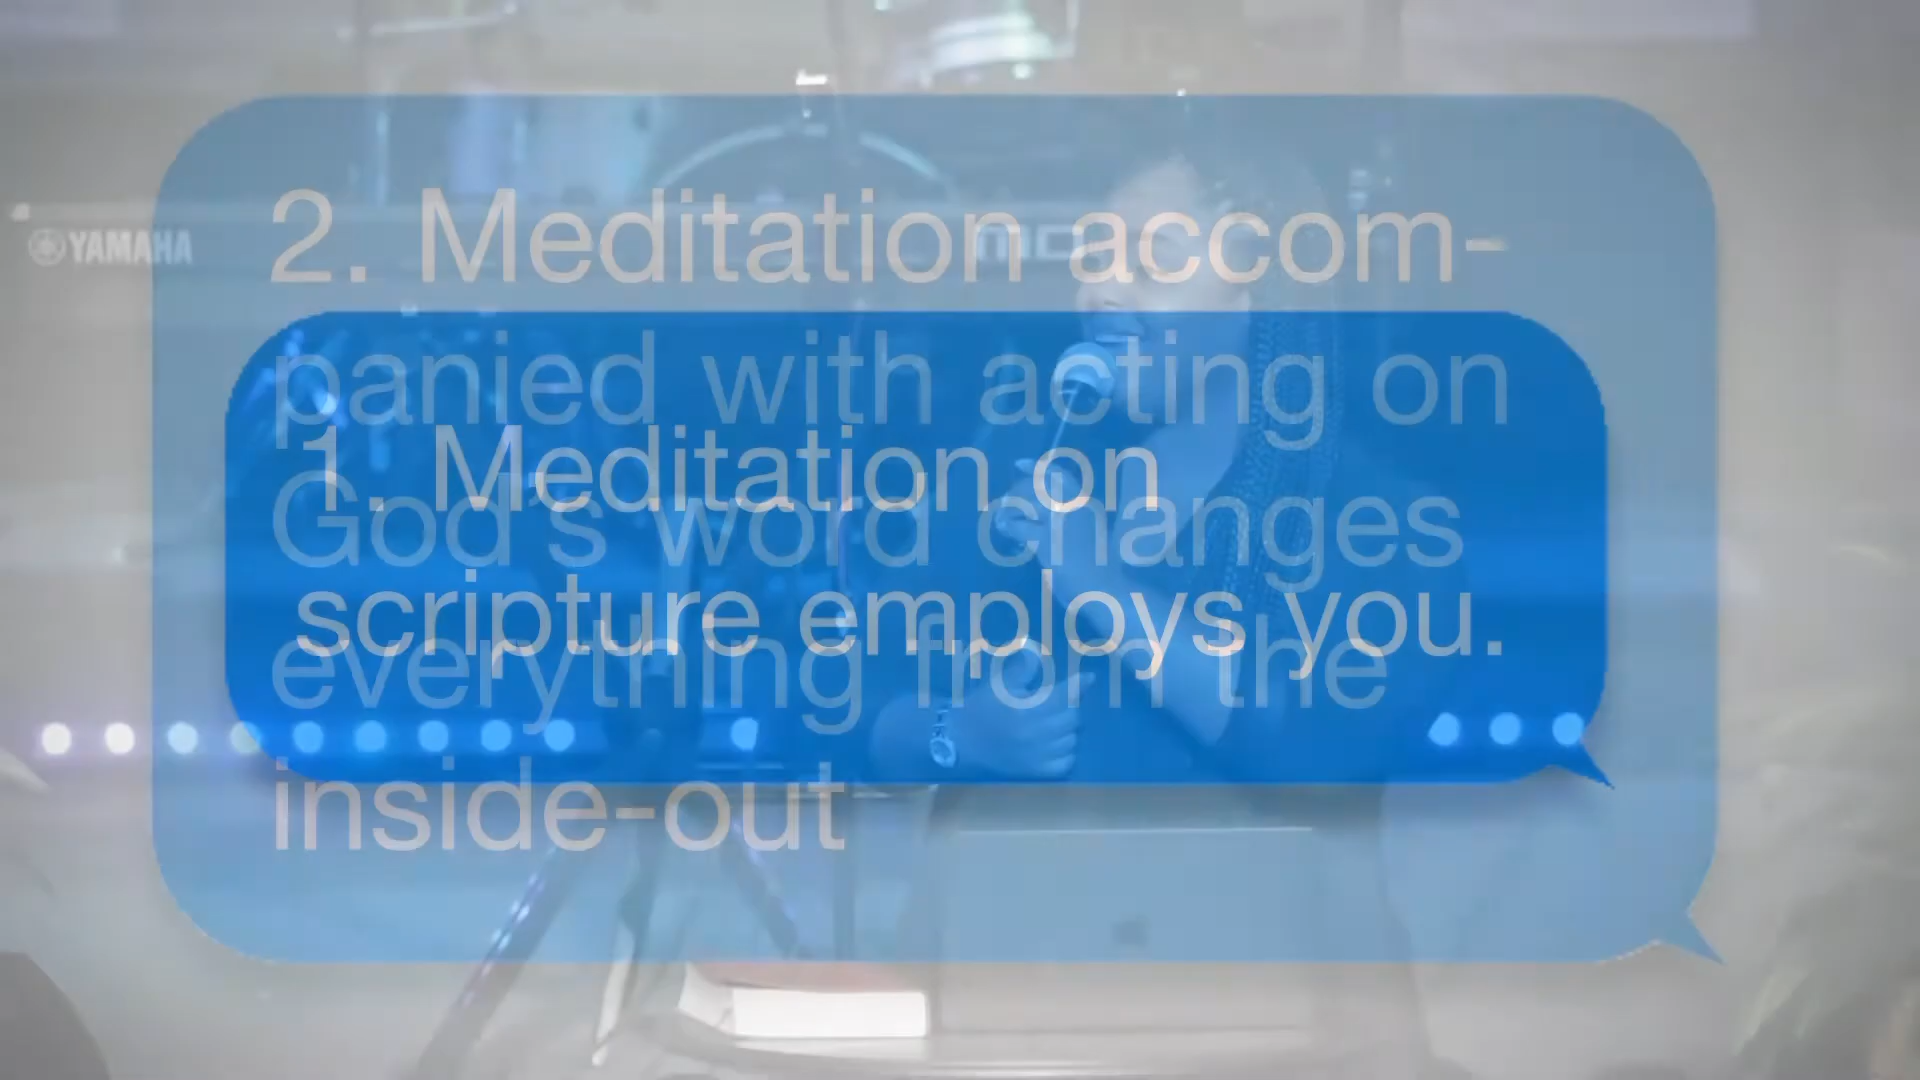 2. Meditation accom-
panied with acting on
God's word changes
everything from the
inside-out
1. Meditation on
scripture employs you.
YAMAHA